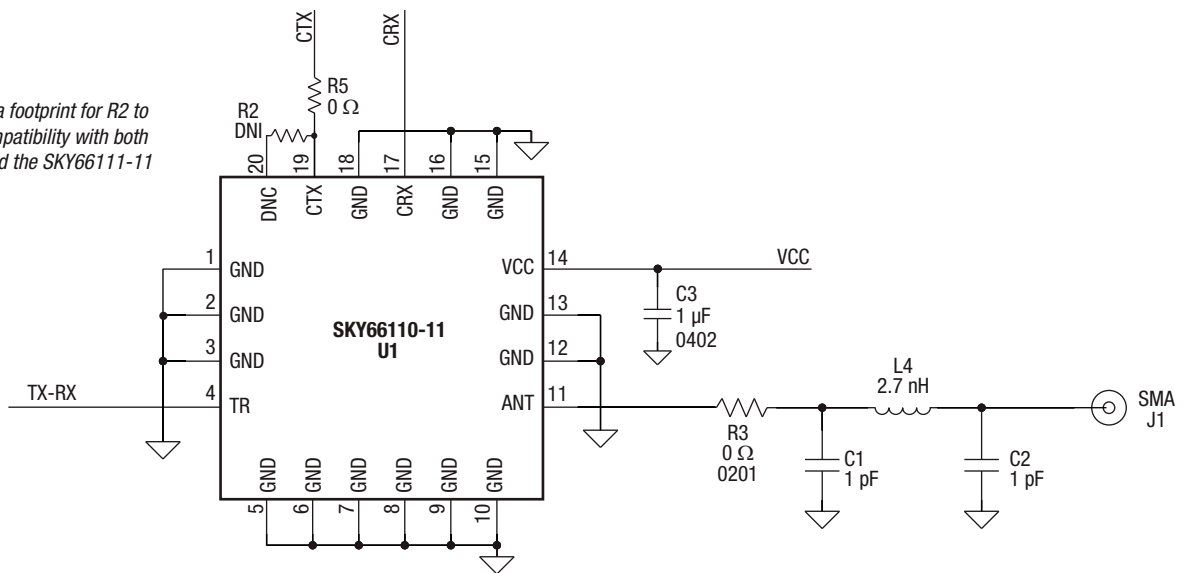 CTX
CRX
R5
0 Ω
a footprint for R2 to
mpatibility with both
d the SKY66111-11
R2
DNI
20
19
18
17
16
15
DNC
CTX
GND
CRX
GND
GND
1
GND
2
GND
3
GND
TX-RX
4
TR
SKY66110-11
U1
VCC
14
VCC
GND
13
GND
12
ANT
11
C3
1 µF
0402
L4
2.7 nH
SMA
J1
R3
0 Ω
0201
C1
1 pF
C2
1 pF
GND
GND
GND
GND
GND
GND
5
6
7
8
9
10